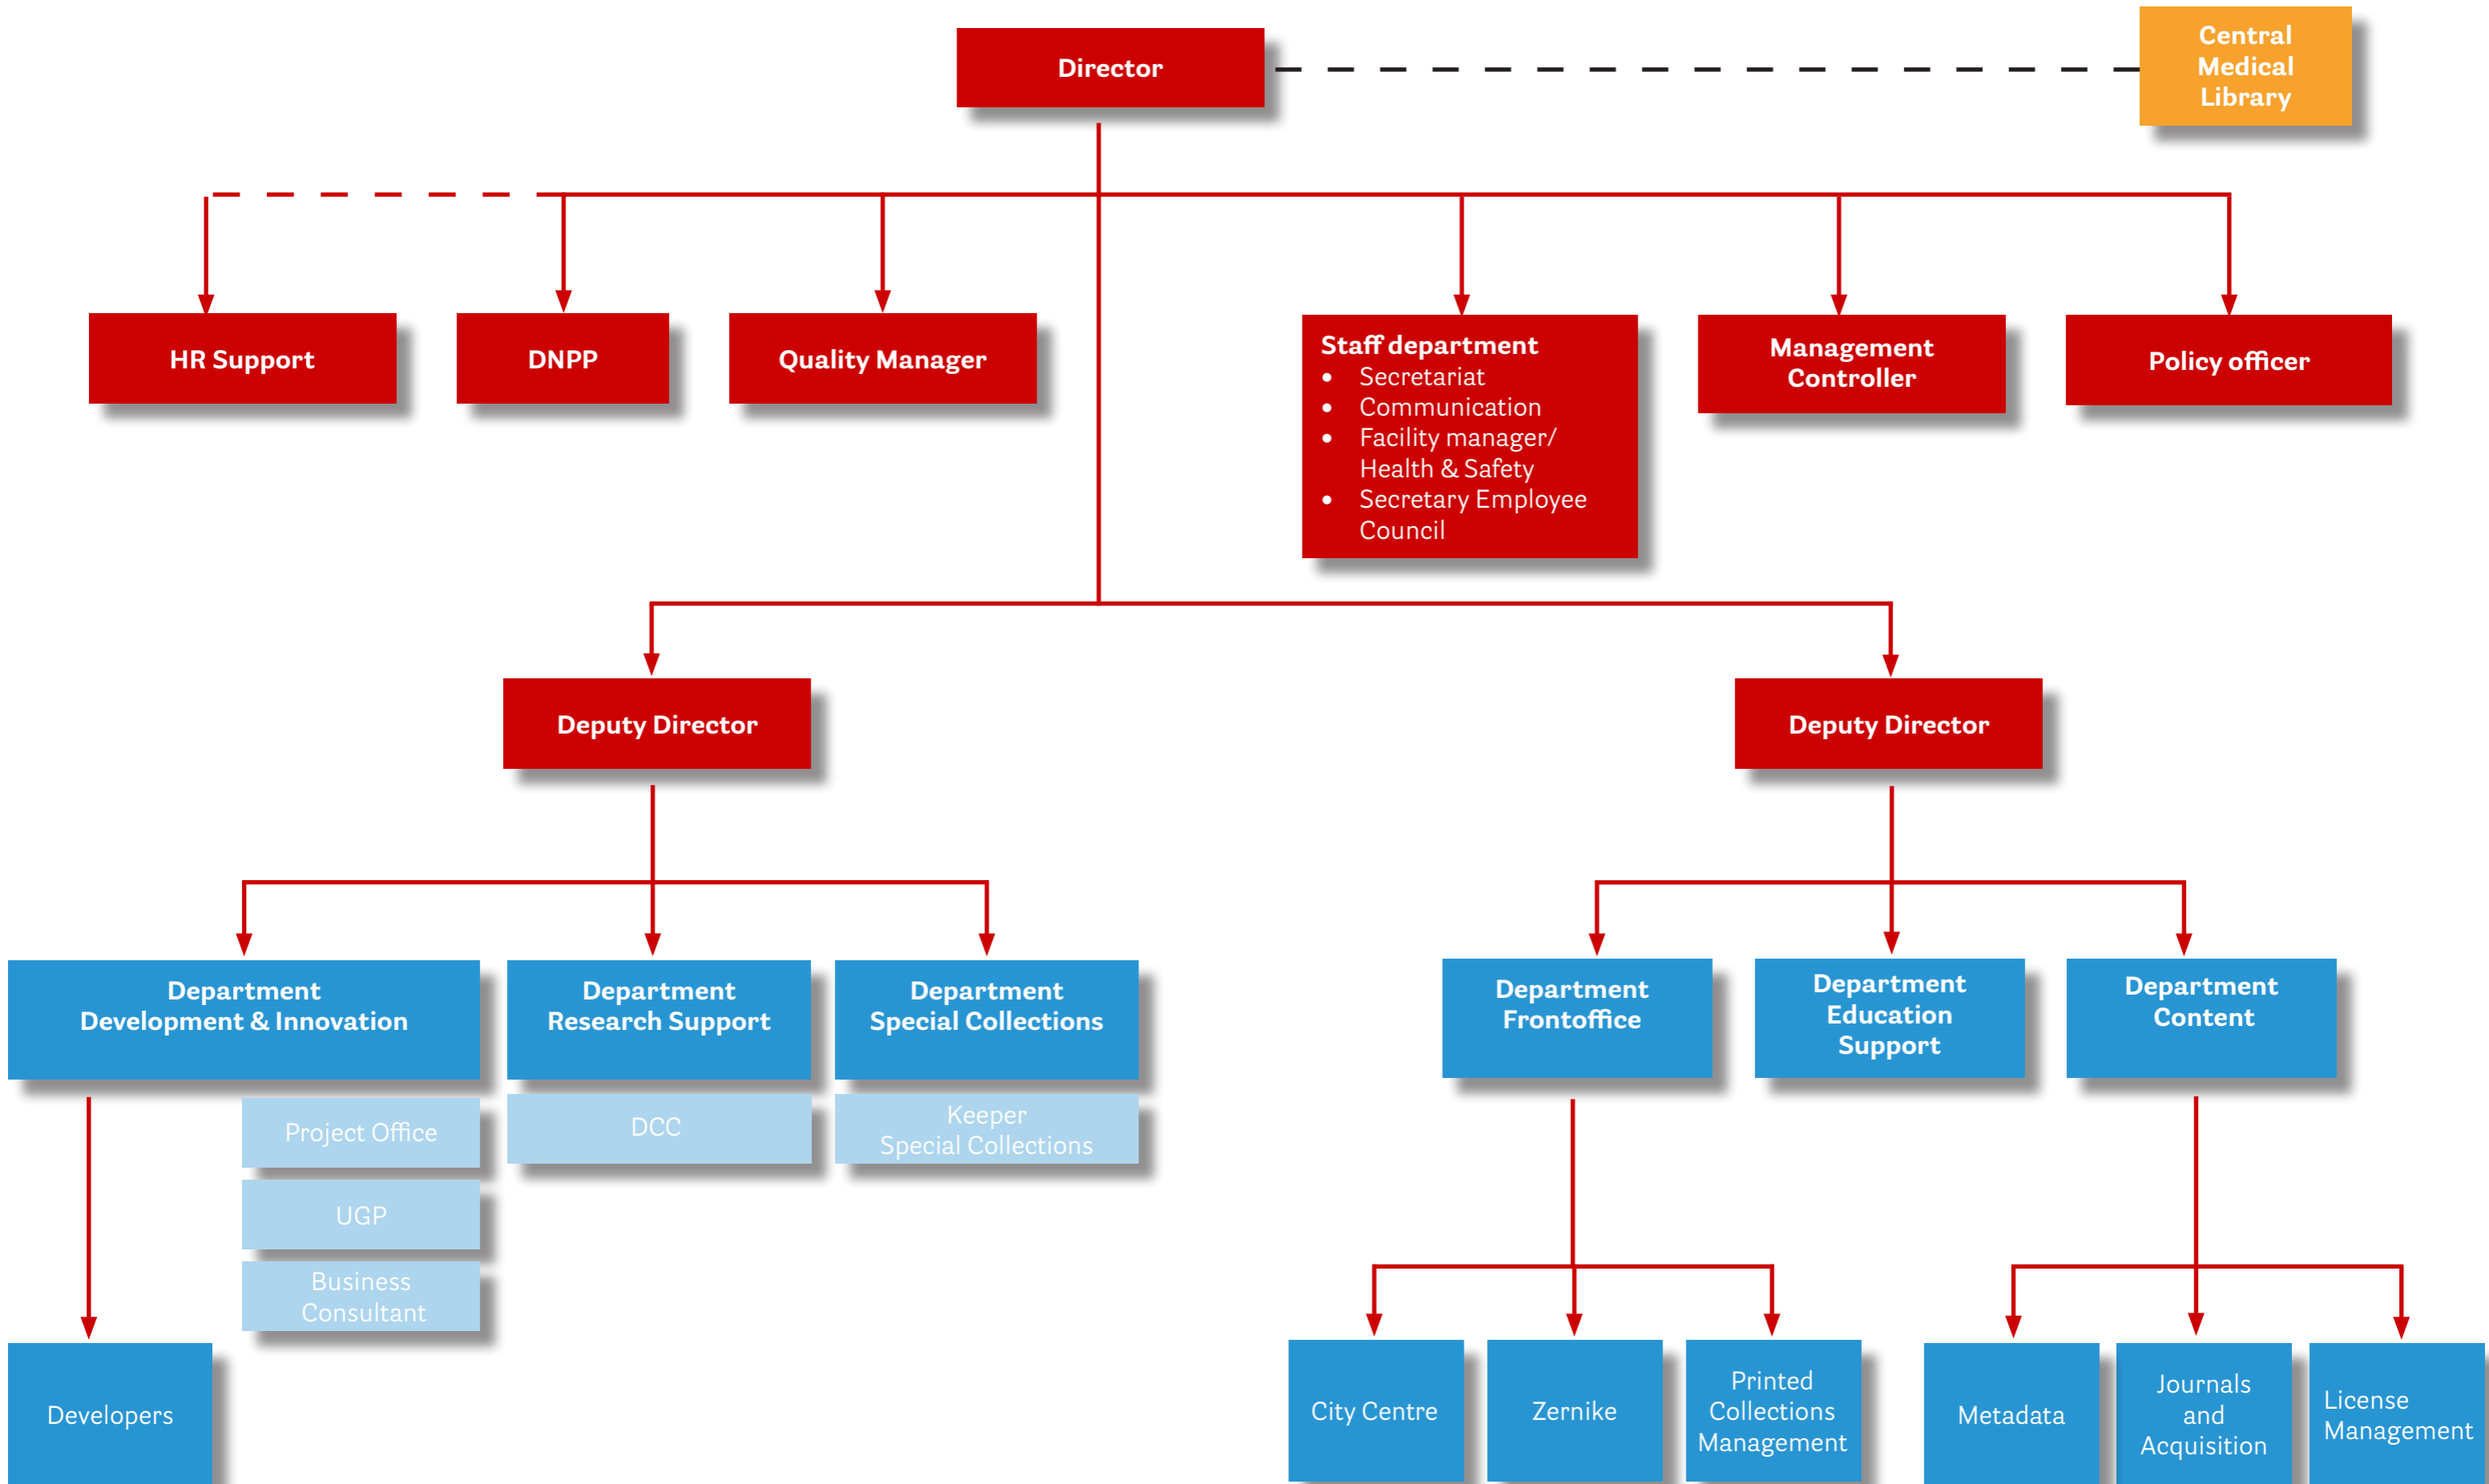 Director
Central
Medical
Library
HR Support
DNPP
Quality Manager
Staff department
• Secretariat
• Communication
• Facility manager/
Health & Safety
• Secretary Employee
Council
Management
Controller
Policy officer
Deputy Director
Deputy Director
Department
Development & Innovation
Department
Research Support
Department
Special Collections
Department
Frontoffice
Department
Education
Support
Department
Content
Project Office
DCC
Keeper
Special Collections
UGP
Business
Consultant
Developers
City Centre
Zernike
Printed
Collections
Management
Metadata
Journals
and
Acquisition
License
Management